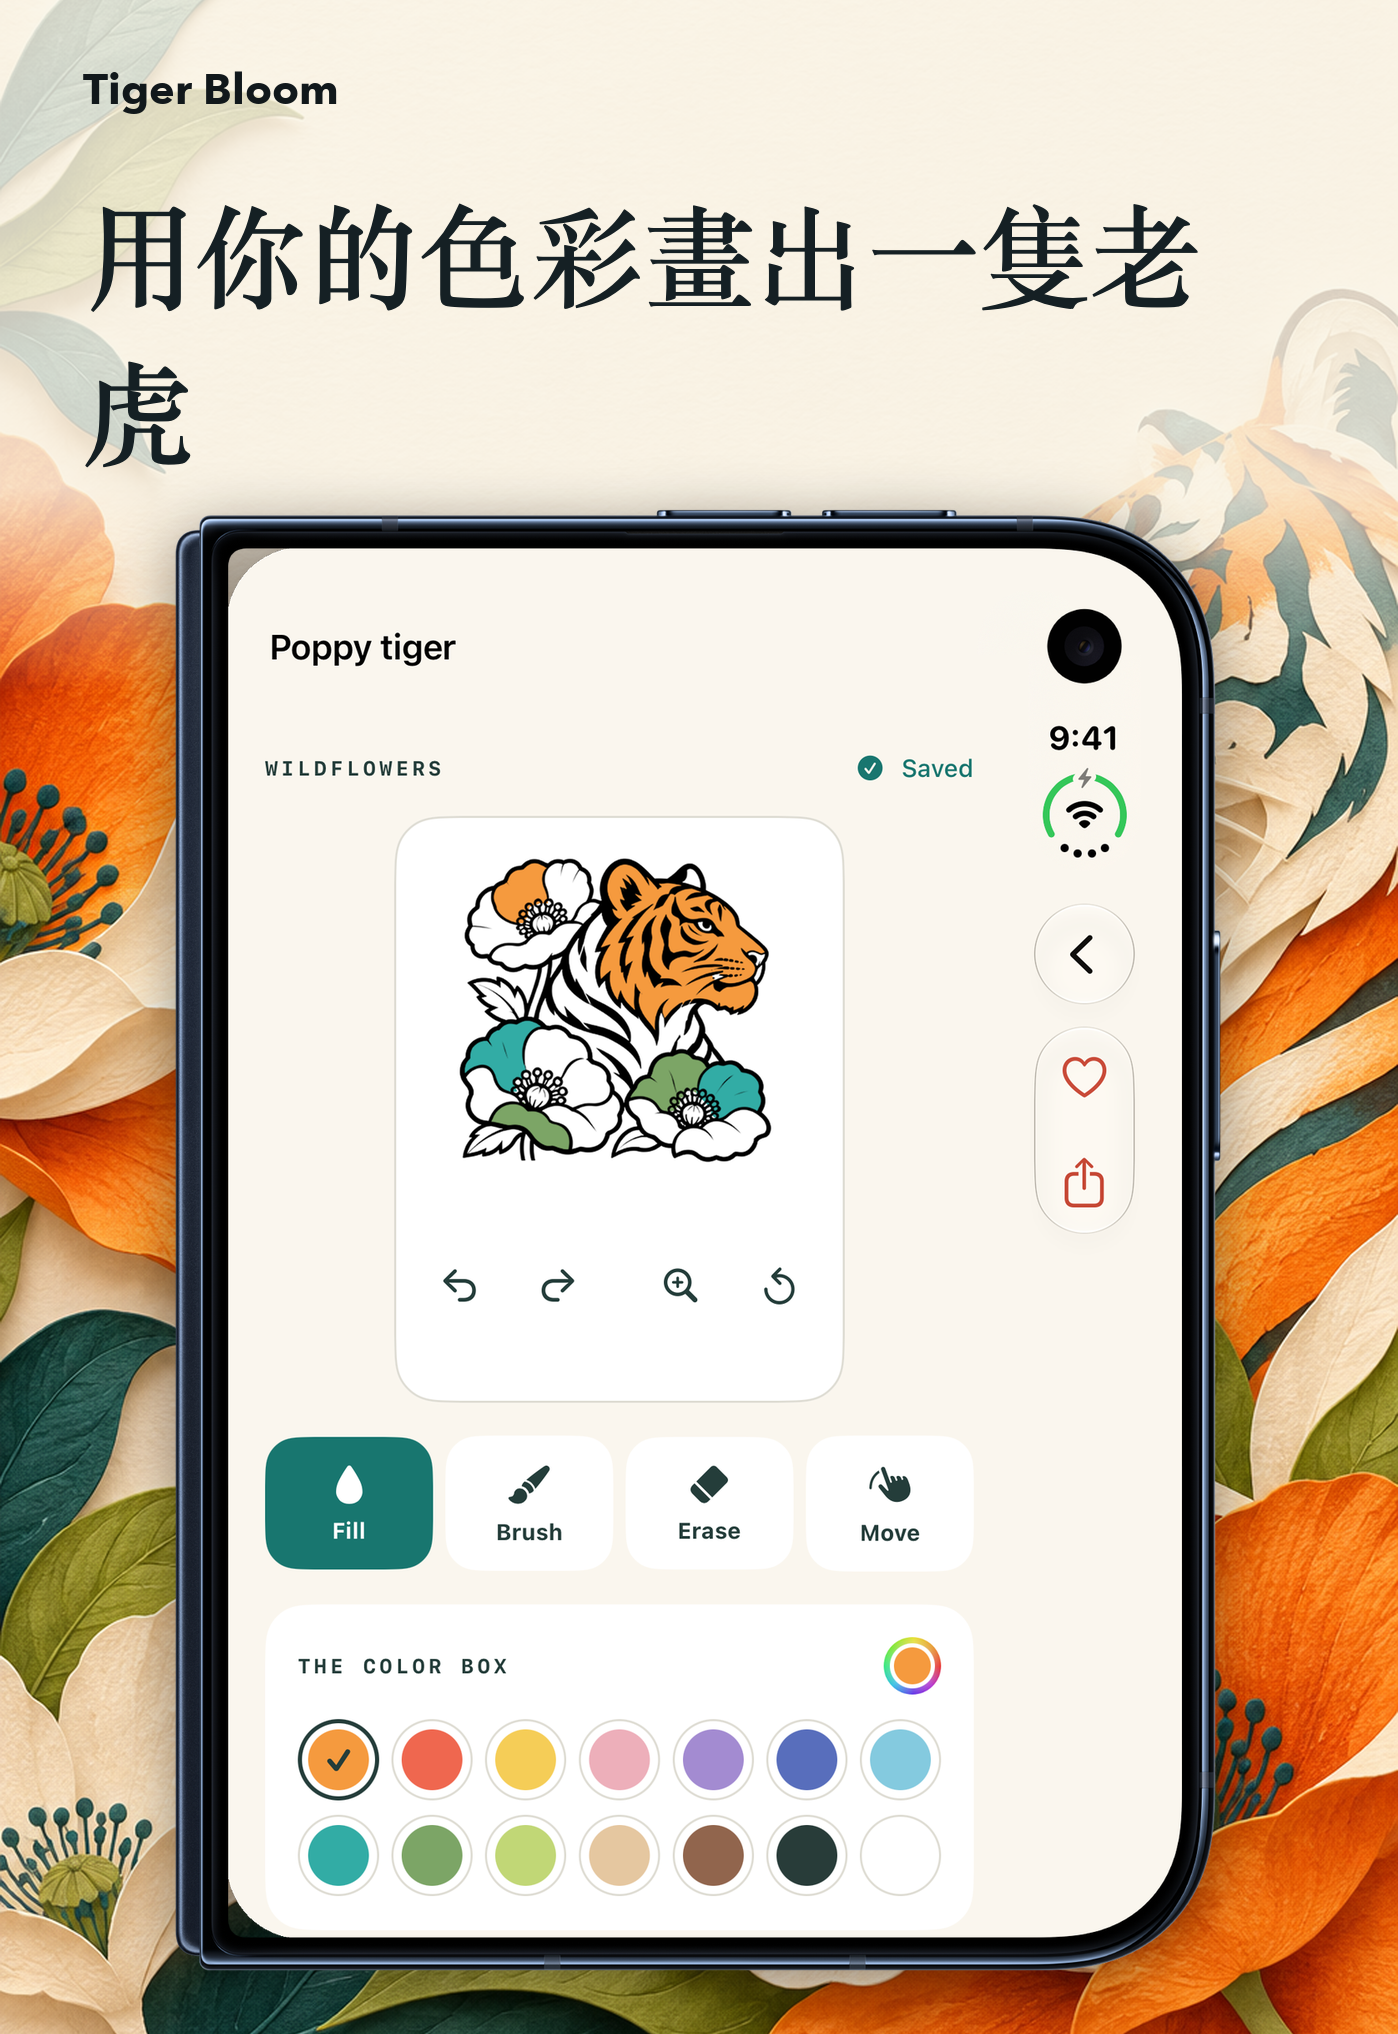 Tiger Bloom
用你的色彩畫出一隻老
虎
Poppy tiger
9:41
WILDFLOWERS
Saved
Fill
Brush
Erase
Move
THE COLOR BOX